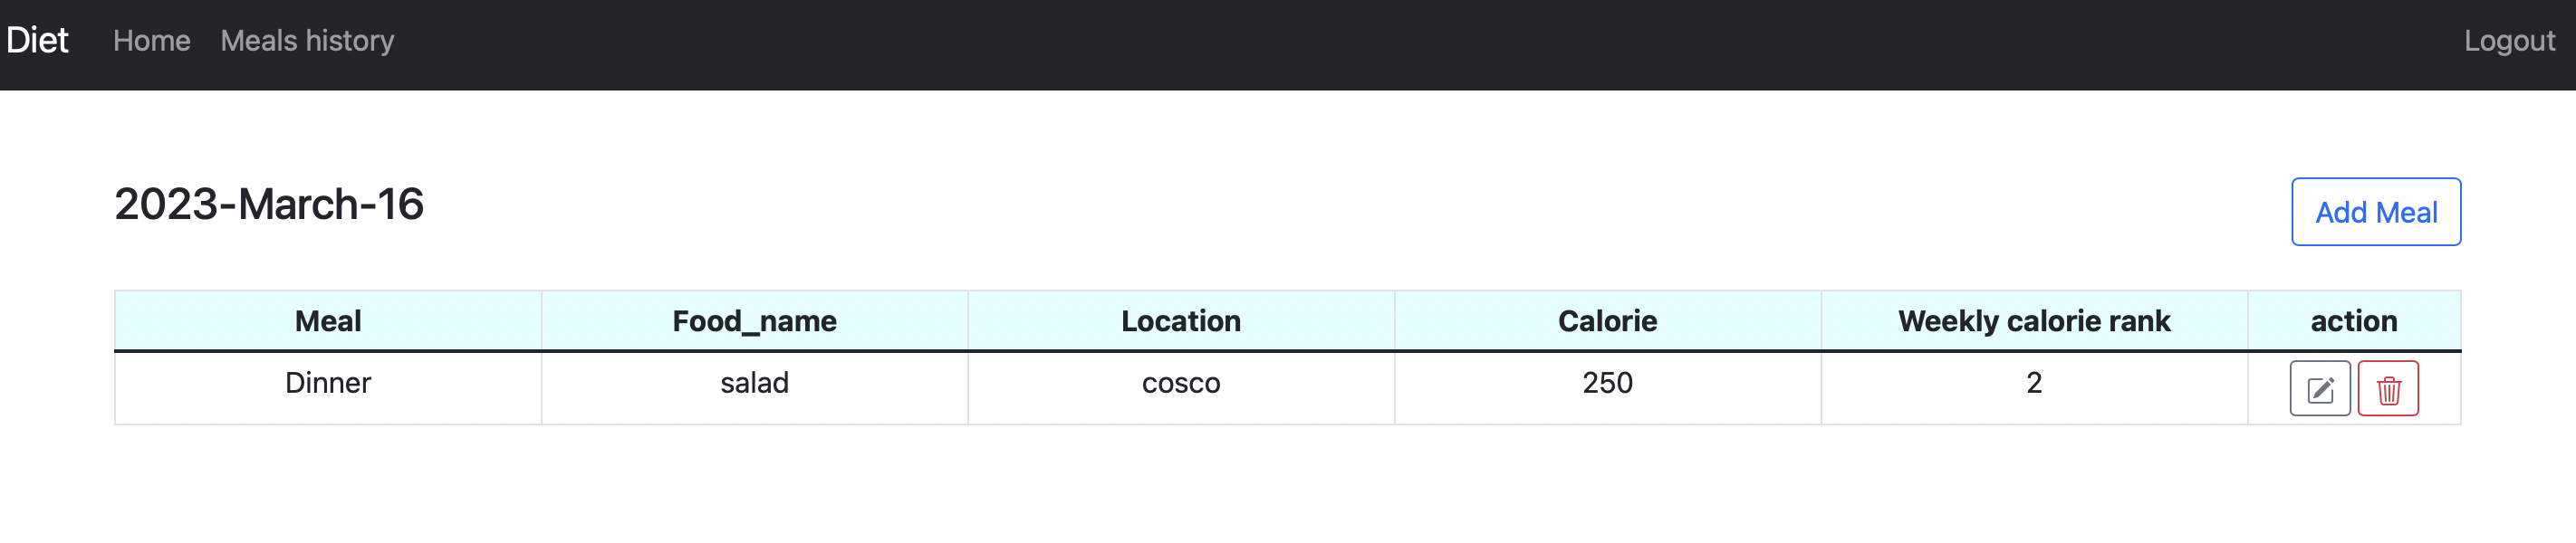 Diet Home Meals history Logout
2023-March-16 Add Meal
Meal Food_name Location Calorie Weekly calorie rank action
Dinner salad cosco 250 2